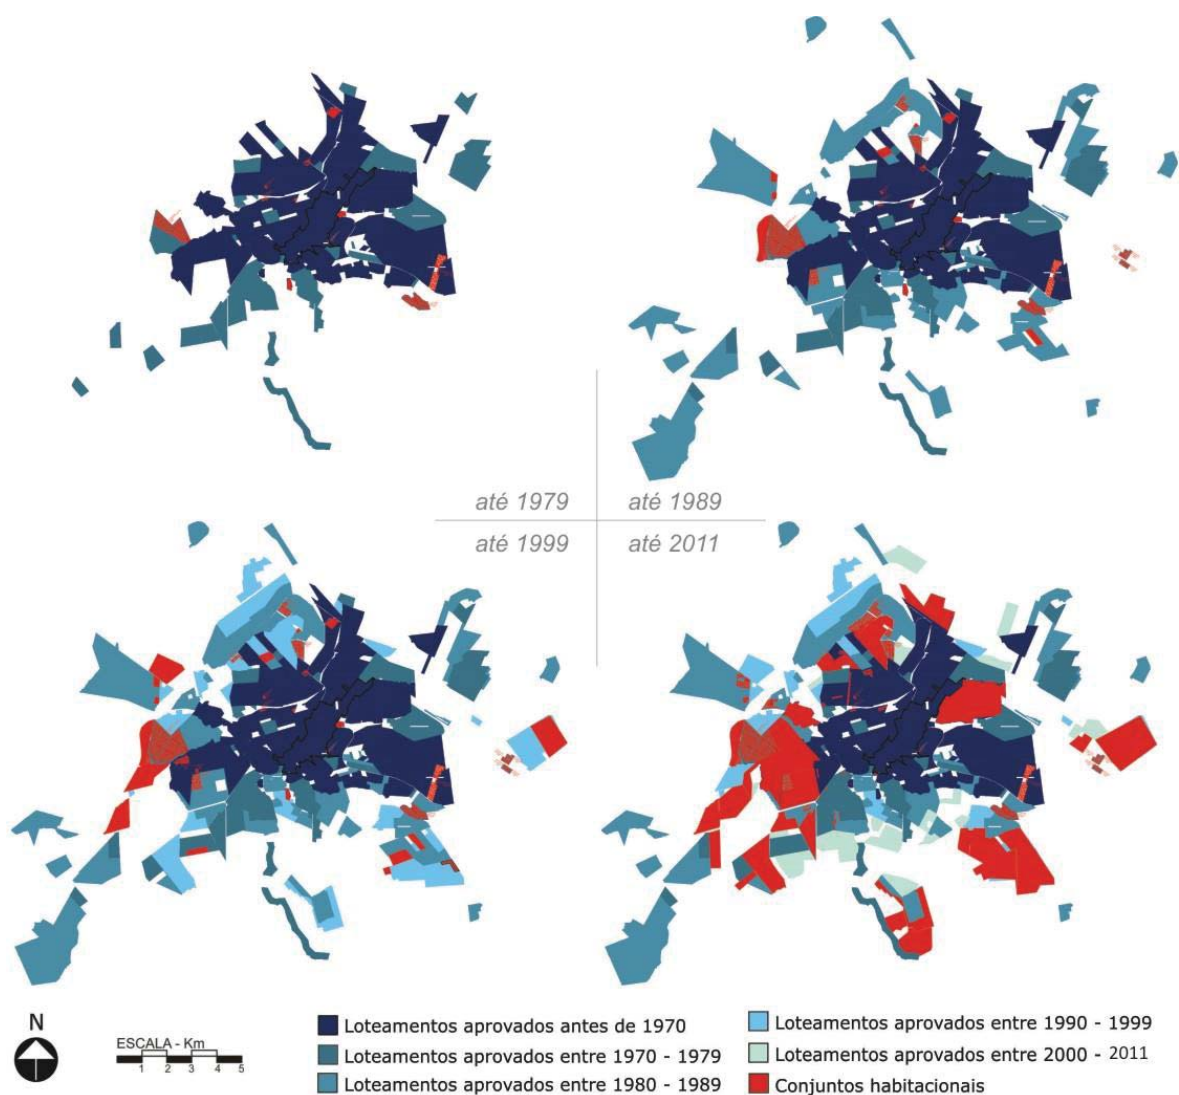 até 1979
até 1989
até 1999
até 2011
N
ESCALA - Km
1 2 3 4 5
Loteamentos aprovados antes de 1970
Loteamentos aprovados entre 1970 - 1979
Loteamentos aprovados entre 1980 - 1989
Loteamentos aprovados entre 1990 - 1999
Loteamentos aprovados entre 2000 - 2011
Conjuntos habitacionais